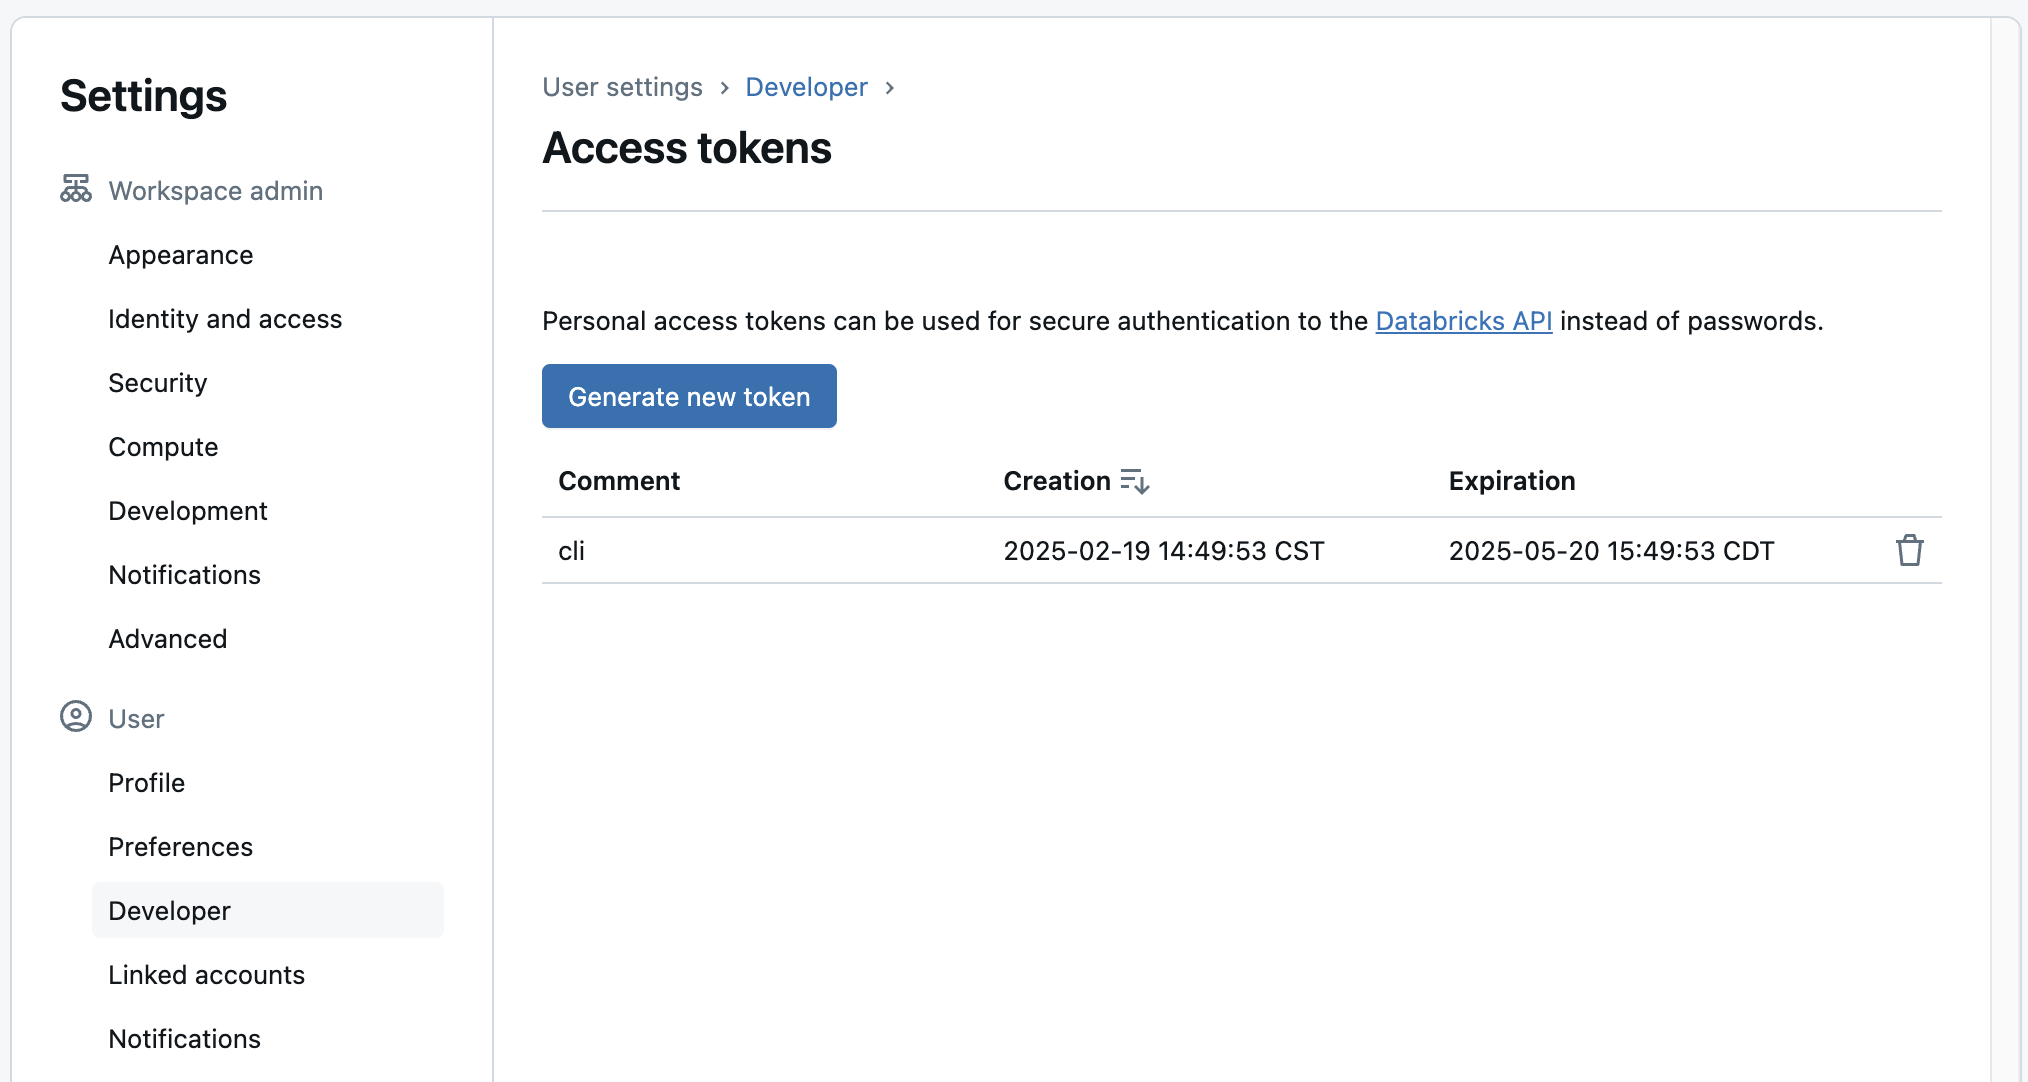 Settings
Workspace admin
Appearance
Identity and access
Security
Compute
Development
Notifications
Advanced
User
Profile
Preferences
Developer
Linked accounts
Notifications
User settings › Developer ›
Access tokens
Personal access tokens can be used for secure authentication to the Databricks API instead of passwords.
Generate new token
Comment Creation Expiration
cli 2025-02-19 14:49:53 CST 2025-05-20 15:49:53 CDT